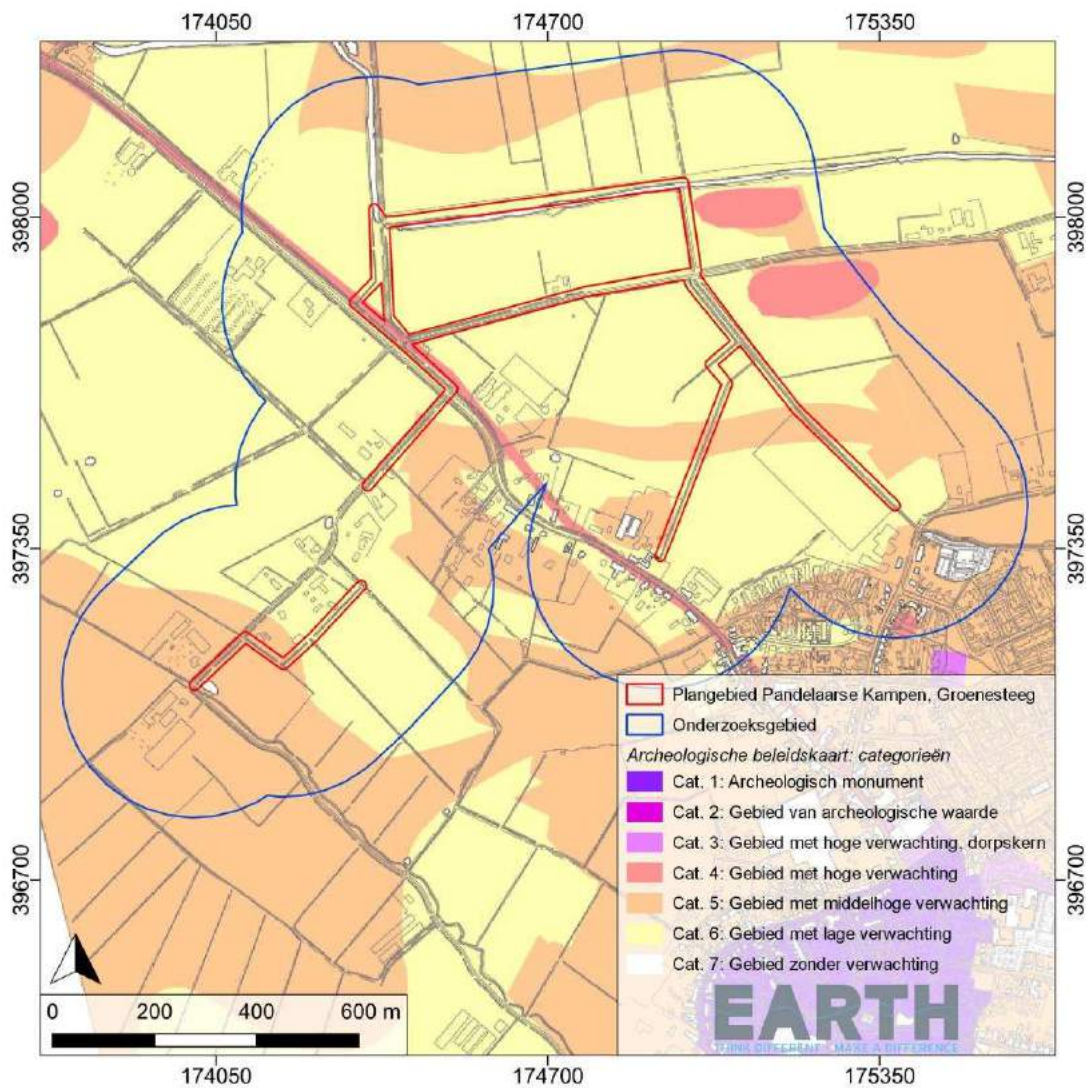 174050 174700 175350
398000 398000
397350 397350
396700 396700
Plangebied Pandelaarse Kampen, Groenesteeg
Onderzoeksgebied
Archeologische beleidskaart: categorieën
Cat. 1: Archeologisch monument
Cat. 2: Gebied van archeologische waarde
Cat. 3: Gebied met hoge verwachting, dorpskern
Cat. 4: Gebied met hoge verwachting
Cat. 5: Gebied met middelhoge verwachting
Cat. 6: Gebied met lage verwachting
Cat. 7: Gebied zonder verwachting
EARTH
THINK DIFFERENT - MAKE A DIFFERENCE
0 200 400 600 m
174050 174700 175350